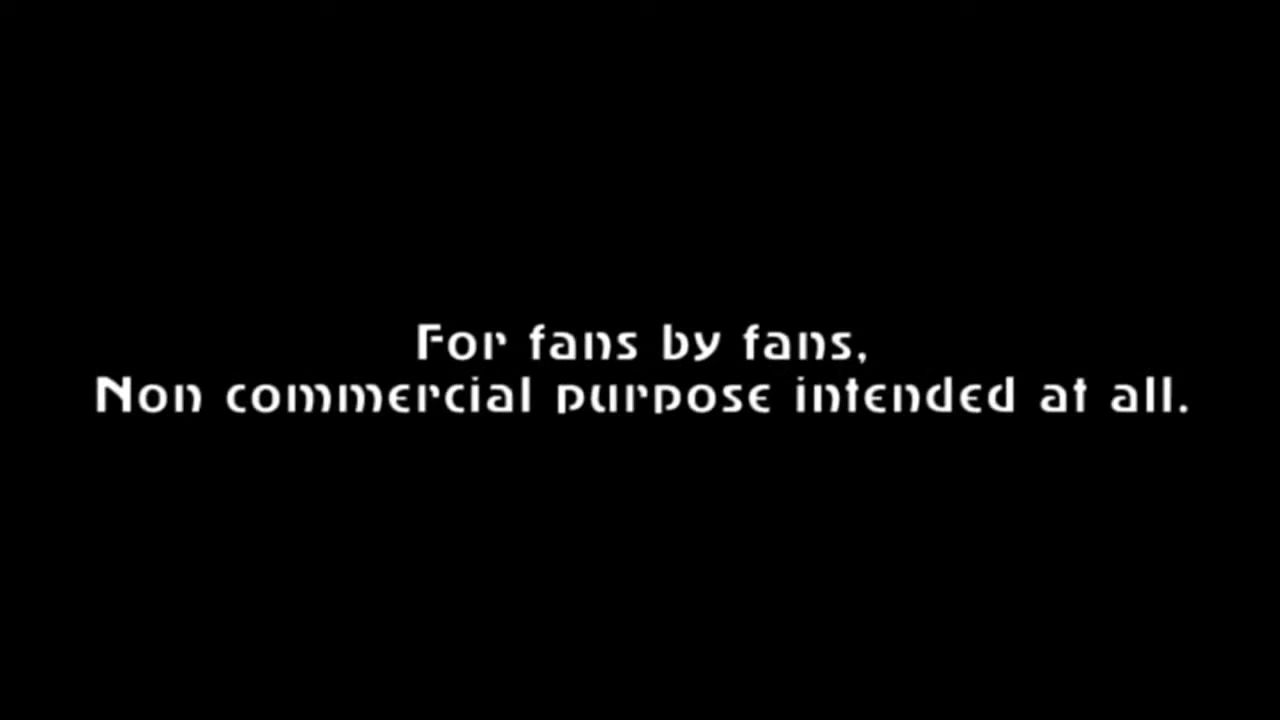 For fans by fans,
Non commercial purpose intended at all.